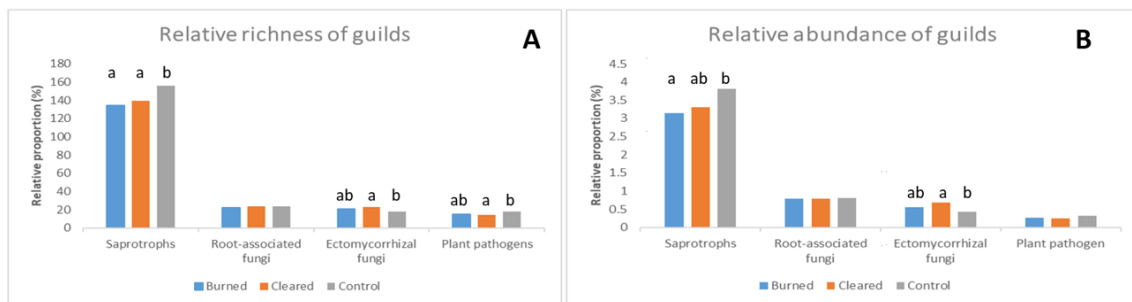 Relative richness of guilds
A
Relative proportion (%)
180
160
140
120
100
80
60
40
20
0
a a b
ab a b
ab a b
Saprotrophs
Root-associated
fungi
Ectomycorrhizal
fungi
Plant pathogens
Burned Cleared Control
Relative abundance of guilds
B
Relative proportion (%)
4.5
4
3.5
3
2.5
2
1.5
1
0.5
0
a ab b
ab a b
Saprotrophs
Root-associated
fungi
Ectomycorrhizal
fungi
Plant pathogen
Burned Cleared Control